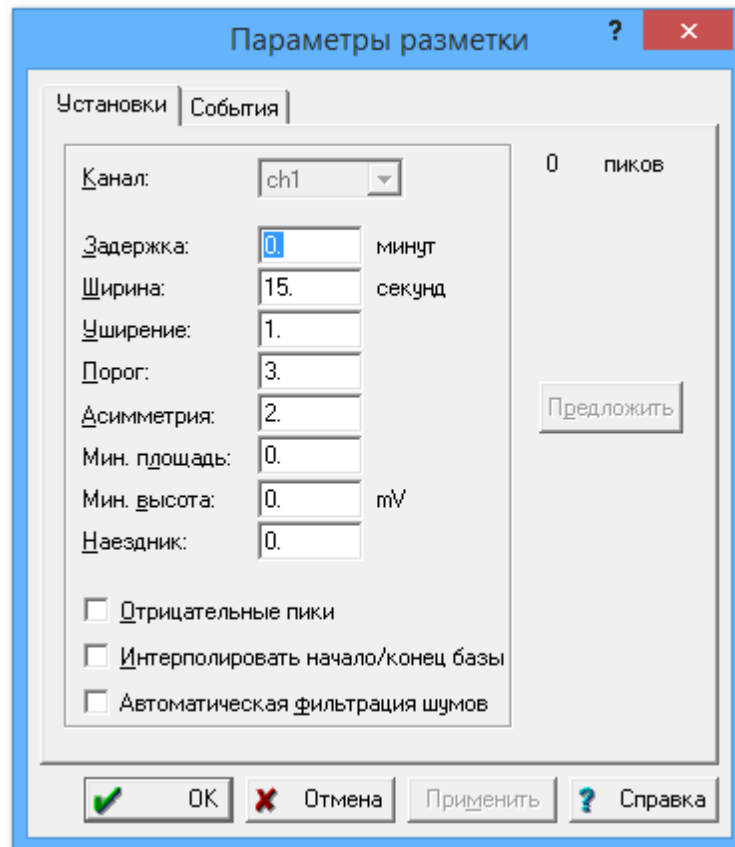 Параметры разметки
?
Установки События
Канал: ch1
0 пиков
Задержка: 0. минут
Ширина: 15. секунд
Уширение: 1.
Порог: 3.
Асимметрия: 2.
Предложить
Мин. площадь: 0.
Мин. высота: 0. mV
Наездник: 0.
Отрицательные пики
Интерполировать начало/конец базы
Автоматическая фильтрация шумов
OK Отмена Применить ? Справка